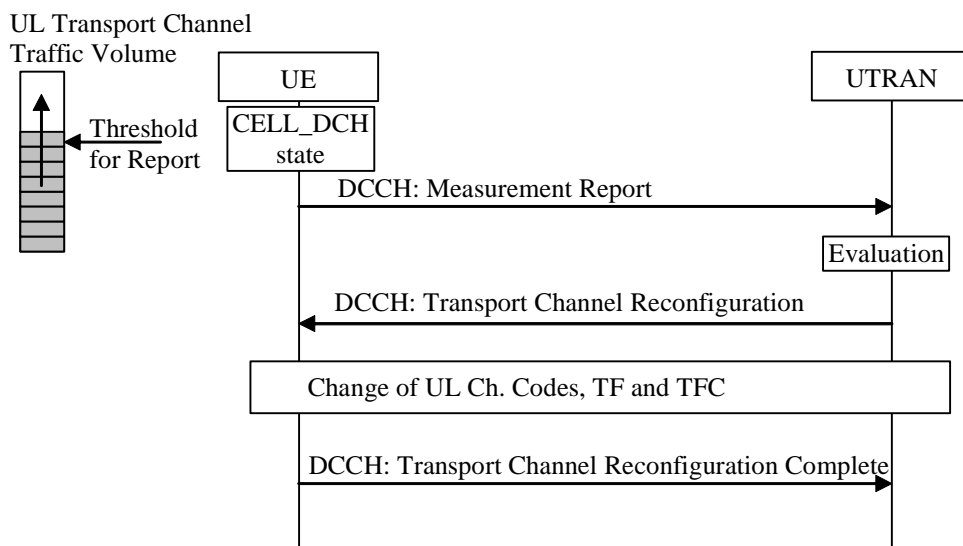 UL Transport Channel
Traffic Volume
UE
UTRAN
Threshold
for Report
CELL_DCH
state
DCCH: Measurement Report
Evaluation
DCCH: Transport Channel Reconfiguration
Change of UL Ch. Codes, TF and TFC
DCCH: Transport Channel Reconfiguration Complete